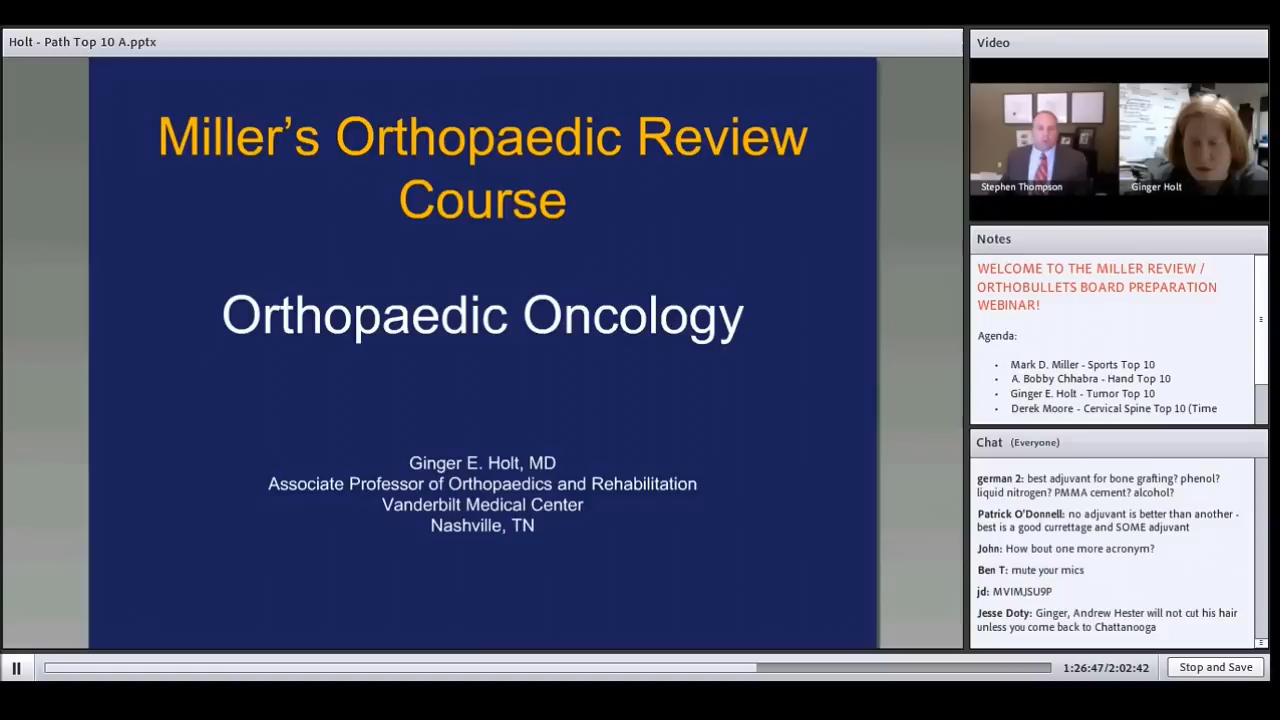 Holt - Path Top 10 A.pptx
Miller's Orthopaedic Review
Course
Orthopaedic Oncology
Ginger E. Holt, MD
Associate Professor of Orthopaedics and Rehabilitation
Vanderbilt Medical Center
Nashville, TN
Video
Stephen Thompson
Ginger Holt
Notes
WELCOME TO THE MILLER REVIEW /
ORTHOBULLETS BOARD PREPARATION
WEBINAR!
Agenda:
• Mark D. Miller - Sports Top 10
• A. Bobby Chhabra - Hand Top 10
• Ginger E. Holt - Tumor Top 10
• Derek Moore - Cervical Spine Top 10 (Time
Chat (Everyone)
german 2: best adjuvant for bone grafting? phenol?
liquid nitrogen? PMMA cement? alcohol?
Patrick O'Donnell: no adjuvant is better than another -
best is a good currettage and SOME adjuvant
John: How bout one more acronym?
Ben T: mute your mics
jd: MVIMJSU9P
Jesse Doty: Ginger, Andrew Hester will not cut his hair
unless you come back to Chattanooga
1:26:47/2:02:42
Stop and Save